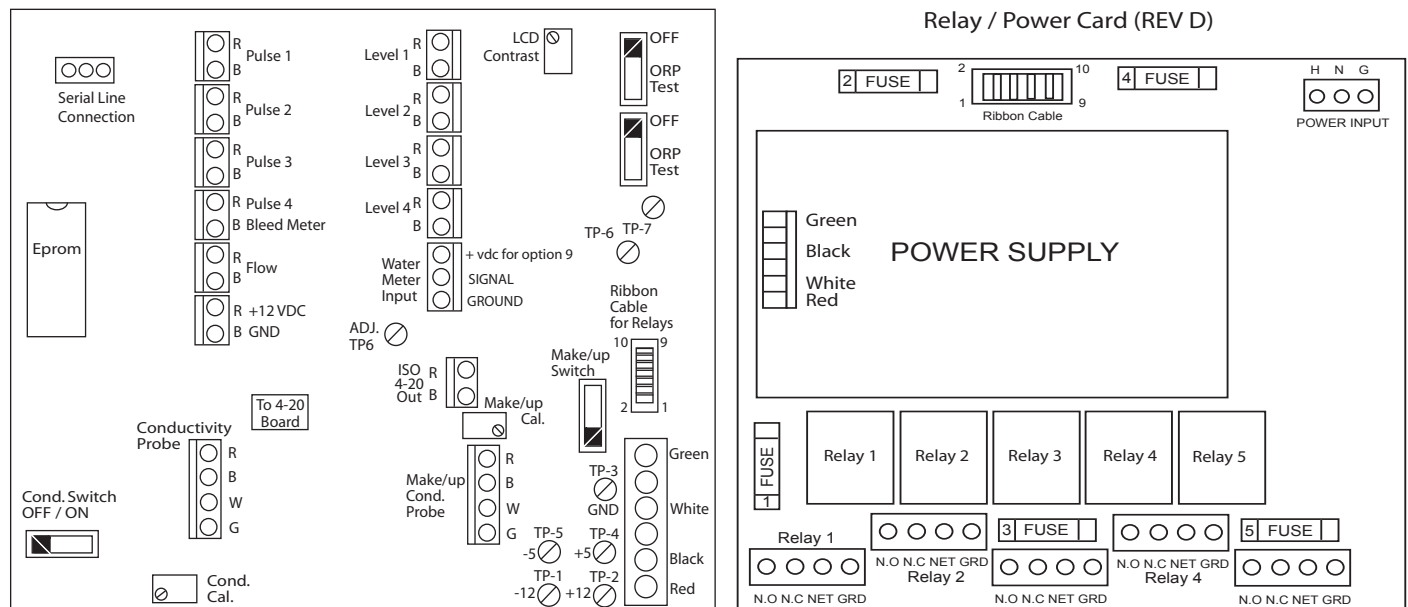 Serial Line
Connection
Eprom
R
Pulse 1
B
R
Pulse 2
B
R
Pulse 3
B
R Pulse 4
B Bleed Meter
R
Flow
B
R +12 VDC
B GND
Level 1
R
B
Level 2
R
B
Level 3
R
B
Level 4
R
B
Water
Meter
Input
+ vdc for option 9
SIGNAL
GROUND
LCD
Contrast
OFF
ORP
Test
OFF
ORP
Test
TP-6 TP-7
ADJ.
TP6
Ribbon
Cable
for Relays
10 9
2 1
Make/up
Switch
ISO
4-20
Out
R
B
Make/up
Cal.
To 4-20
Board
Conductivity
Probe
R
B
W
G
Cond. Switch
OFF / ON
Cond.
Cal.
Make/up
Cond.
Probe
R
B
W
G
TP-3
GND
TP-5
-5
TP-4
+5
TP-1
-12
TP-2
+12
Green
White
Black
Red
Relay / Power Card (REV D)
2 FUSE
2 10
1 9
Ribbon Cable
4 FUSE
H N G
POWER INPUT
Green
Black
White
Red
POWER SUPPLY
1 FUSE
Relay 1
Relay 2
Relay 3
Relay 4
Relay 5
Relay 1
N.O N.C NET GRD
N.O N.C NET GRD
Relay 2
3 FUSE
N.O N.C NET GRD
N.O N.C NET GRD
Relay 4
5 FUSE
N.O N.C NET GRD